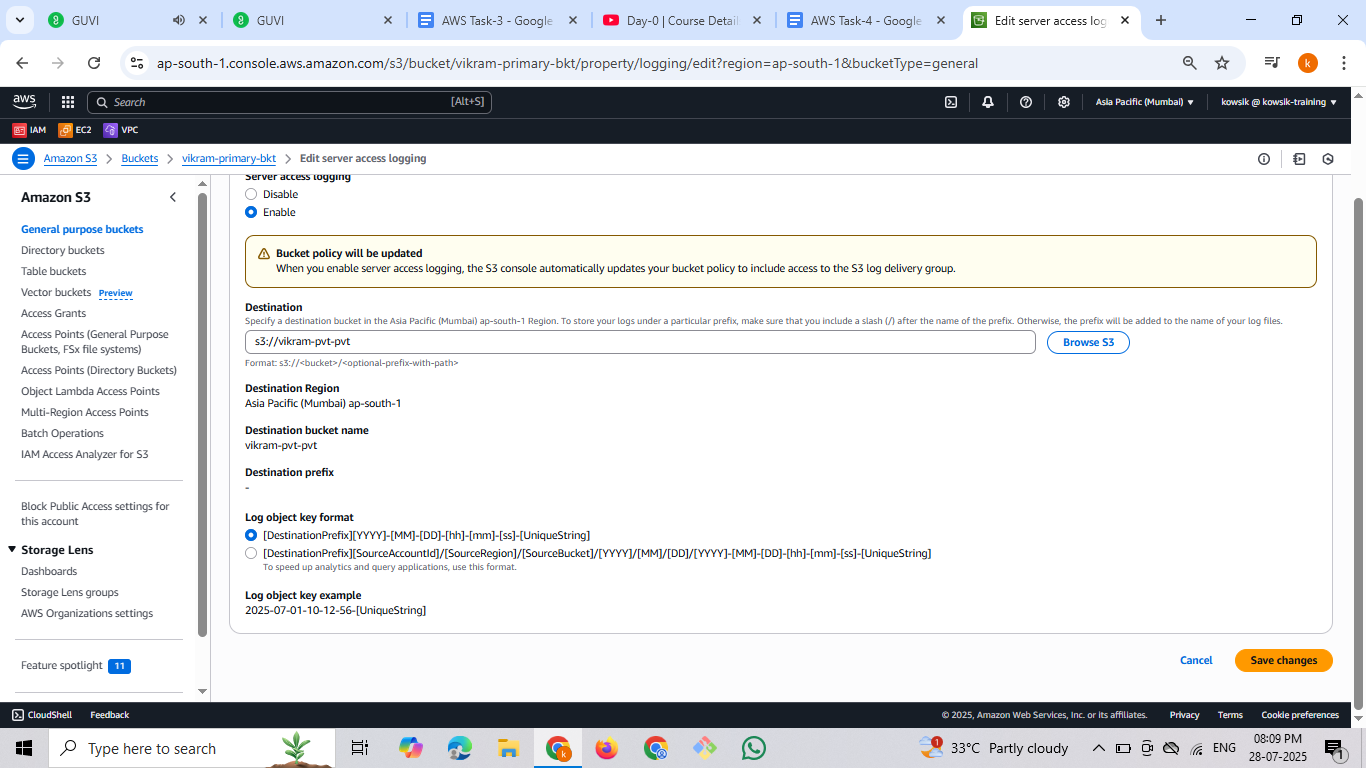 GUVI
GUVI
AWS Task-3 - Google
Day-0 | Course Detail
AWS Task-4 - Google
Edit server access log
ap-south-1.console.aws.amazon.com/s3/bucket/vikram-primary-bkt/property/logging/edit?region=ap-south-1&bucketType=general
k
aws
Search
[Alt+S]
Asia Pacific (Mumbai)
kowsik @ kowsik-training
IAM
EC2
VPC
Amazon S3
Buckets
vikram-primary-bkt
Edit server access logging
Amazon S3
General purpose buckets
Directory buckets
Table buckets
Vector buckets Preview
Access Grants
Access Points (General Purpose
Buckets, FSx file systems)
Access Points (Directory Buckets)
Object Lambda Access Points
Multi-Region Access Points
Batch Operations
IAM Access Analyzer for S3
Block Public Access settings for
this account
Storage Lens
Dashboards
Storage Lens groups
AWS Organizations settings
Feature spotlight 11
Server access logging
Disable
Enable
Bucket policy will be updated
When you enable server access logging, the S3 console automatically updates your bucket policy to include access to the S3 log delivery group.
Destination
Specify a destination bucket in the Asia Pacific (Mumbai) ap-south-1 Region. To store your logs under a particular prefix, make sure that you include a slash (/) after the name of the prefix. Otherwise, the prefix will be added to the name of your log files.
s3://vikram-pvt-pvt
Browse S3
Format: s3://<bucket>/<optional-prefix-with-path>
Destination Region
Asia Pacific (Mumbai) ap-south-1
Destination bucket name
vikram-pvt-pvt
Destination prefix
-
Log object key format
[DestinationPrefix][YYYY]-[MM]-[DD]-[hh]-[mm]-[ss]-[UniqueString]
[DestinationPrefix][SourceAccountId]/[SourceRegion]/[SourceBucket]/[YYYY]/[MM]/[DD]/[YYYY]-[MM]-[DD]-[hh]-[mm]-[ss]-[UniqueString]
To speed up analytics and query applications, use this format.
Log object key example
2025-07-01-10-12-56-[UniqueString]
Cancel
Save changes
CloudShell
Feedback
© 2025, Amazon Web Services, Inc. or its affiliates.
Privacy
Terms
Cookie preferences
Type here to search
1
33°C Partly cloudy
ENG
08:09 PM
28-07-2025
1